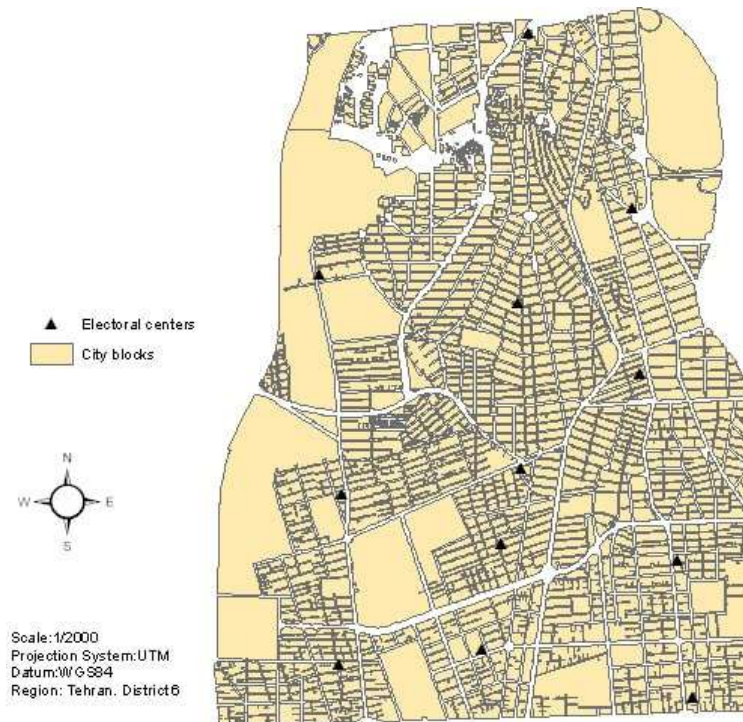 Electoral centers
City blocks
N
W E
S
Scale:1/2000
Projection System:UTM
Datum:WGS84
Region: Tehran. District6